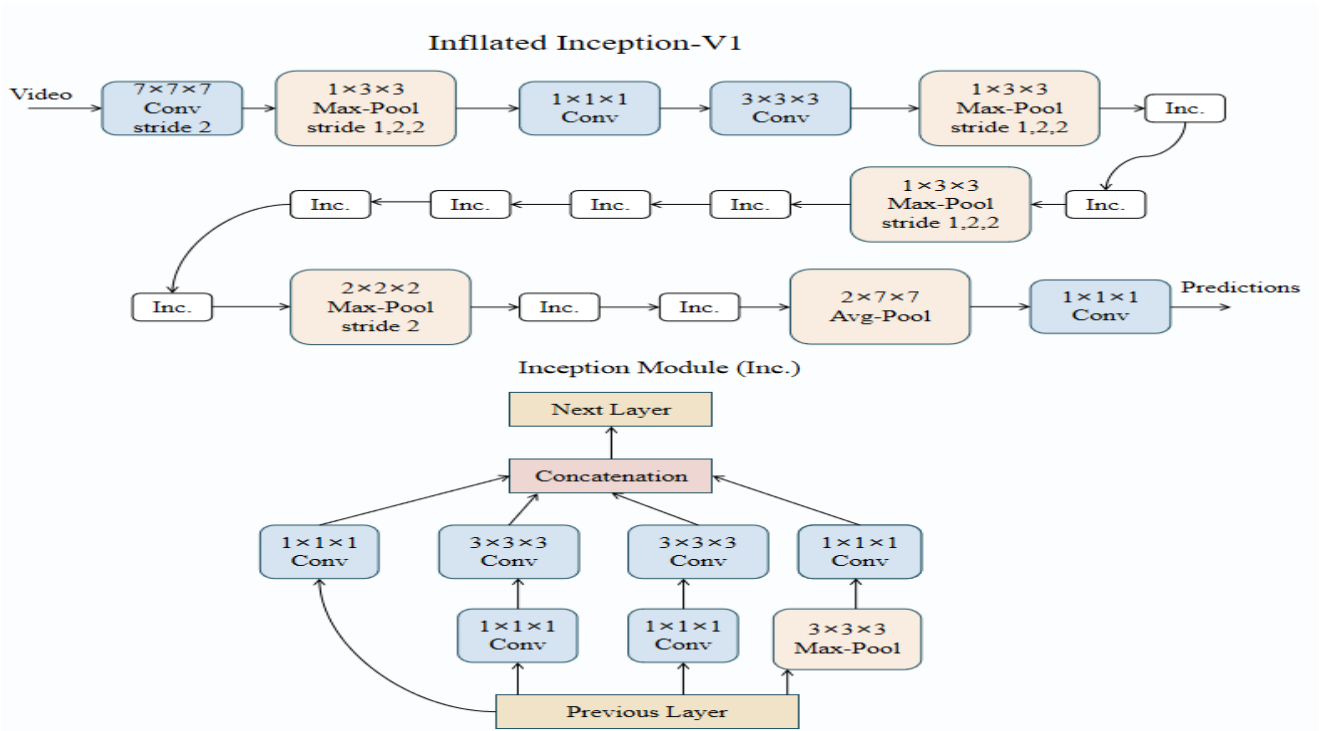 Infllated Inception-V1
Video
7×7×7
Conv
stride 2
1×3×3
Max-Pool
stride 1,2,2
1×1×1
Conv
3×3×3
Conv
1×3×3
Max-Pool
stride 1,2,2
Inc.
Inc.
1×3×3
Max-Pool
stride 1,2,2
Inc.
Inc.
Inc.
Inc.
Inc.
2×2×2
Max-Pool
stride 2
Inc.
Inc.
2×7×7
Avg-Pool
1×1×1
Conv
Predictions
Inception Module (Inc.)
Next Layer
Concatenation
1×1×1
Conv
3×3×3
Conv
3×3×3
Conv
1×1×1
Conv
1×1×1
Conv
1×1×1
Conv
3×3×3
Max-Pool
Previous Layer